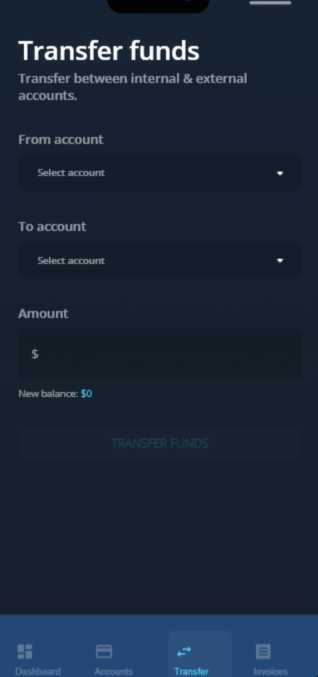 Transfer funds
Transfer between internal & external
accounts.
From account
Select account
To account
Select account
Amount
$
New balance: $0
TRANSFER FUNDS
Dashboard Accounts Transfer Invoices